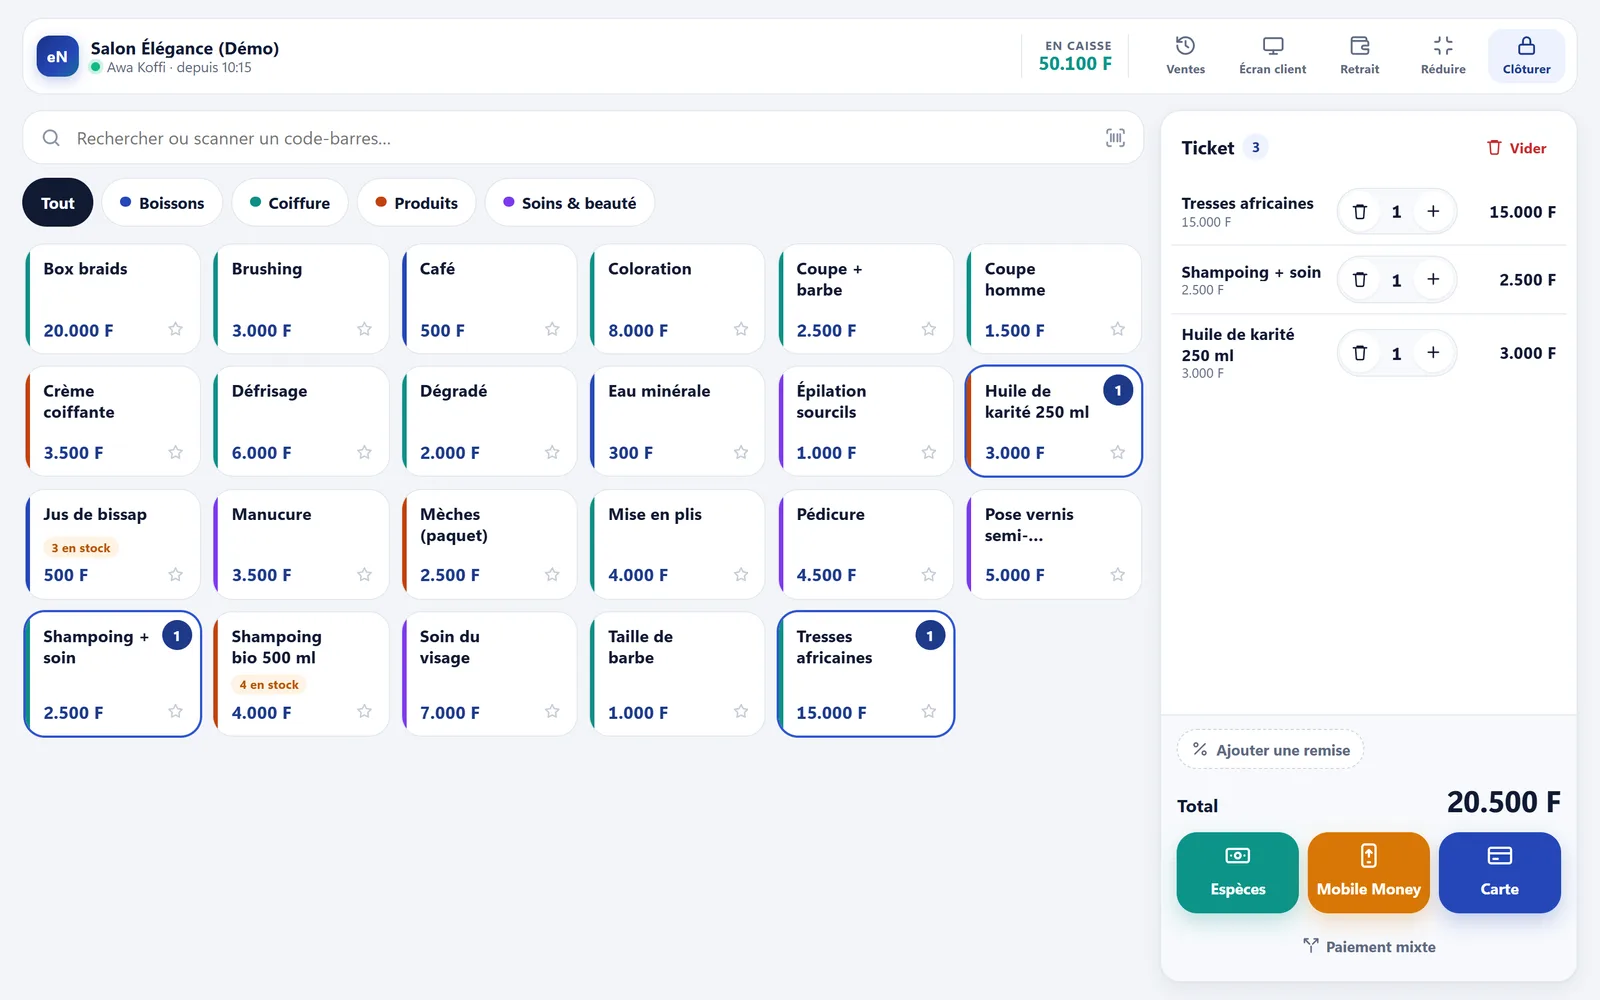 eN
Salon Élégance (Démo)
Awa Koffi · depuis 10:15
EN CAISSE
50.100 F
Ventes
Écran client
Retrait
Réduire
Clôturer
Rechercher ou scanner un code-barres...
Tout
Boissons
Coiffure
Produits
Soins & beauté
Box braids
20.000 F
Brushing
3.000 F
Café
500 F
Coloration
8.000 F
Coupe +
barbe
2.500 F
Coupe
homme
1.500 F
Crème
coiffante
3.500 F
Défrisage
6.000 F
Dégradé
2.000 F
Eau minérale
300 F
Épilation
sourcils
1.000 F
Huile de
karité 250 ml
1
3.000 F
Jus de bissap
3 en stock
500 F
Manucure
3.500 F
Mèches
(paquet)
2.500 F
Mise en plis
4.000 F
Pédicure
4.500 F
Pose vernis
semi-...
5.000 F
Shampoing +
soin
1
2.500 F
Shampoing
bio 500 ml
4 en stock
4.000 F
Soin du
visage
7.000 F
Taille de
barbe
1.000 F
Tresses
africaines
1
15.000 F
Ticket 3
Vider
Tresses africaines
15.000 F
1
15.000 F
Shampoing + soin
2.500 F
1
2.500 F
Huile de karité
250 ml
3.000 F
1
3.000 F
Ajouter une remise
Total
20.500 F
Espèces
Mobile Money
Carte
Paiement mixte